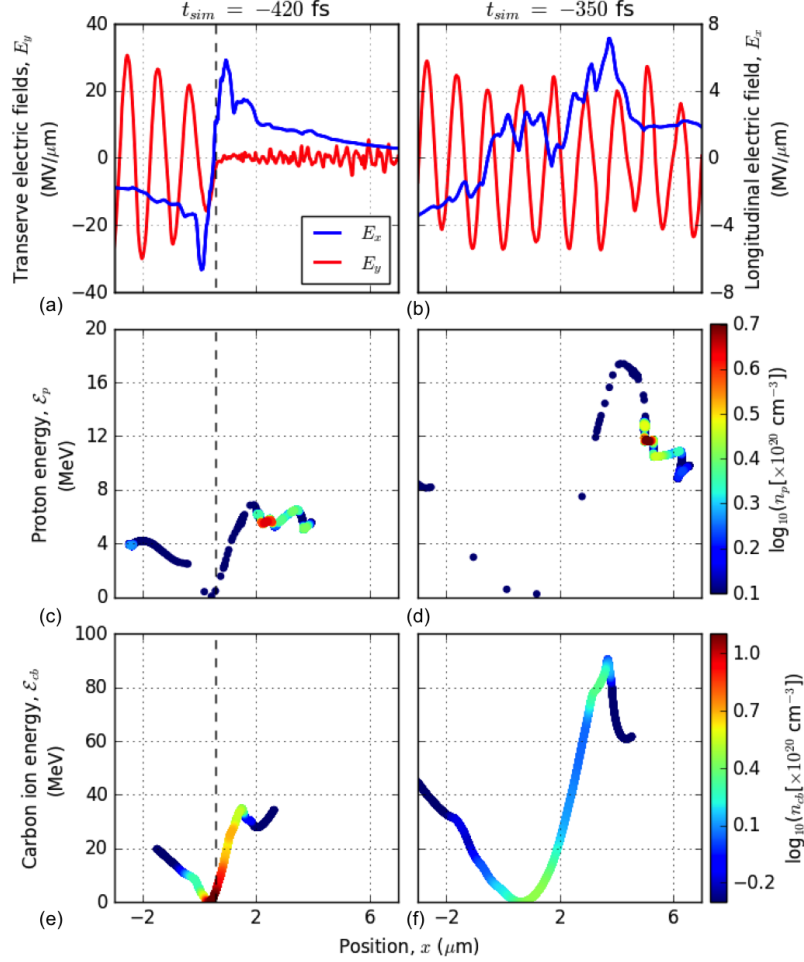 t_sim = −420 fs
t_sim = −350 fs
Transerve electric fields, E_y
(MV/μm)
40
20
0
−20
−40
E_x
E_y
(a)
(b)
8
4
0
−4
−8
Longitudinal electric field, E_x
(MV/μm)
Proton energy, ℰ_p
(MeV)
20
16
12
8
4
0
(c)
(d)
0.7
0.6
0.5
0.4
0.3
0.2
0.1
log₁₀(n_p[×10²⁰ cm⁻³])
Carbon ion energy, ℰ_cb
(MeV)
100
80
60
40
20
0
(e)
(f)
−2 2 6
−2 2 6
Position, x (μm)
1.0
0.7
0.4
0.1
−0.2
log₁₀(n_cb[×10²⁰ cm⁻³])